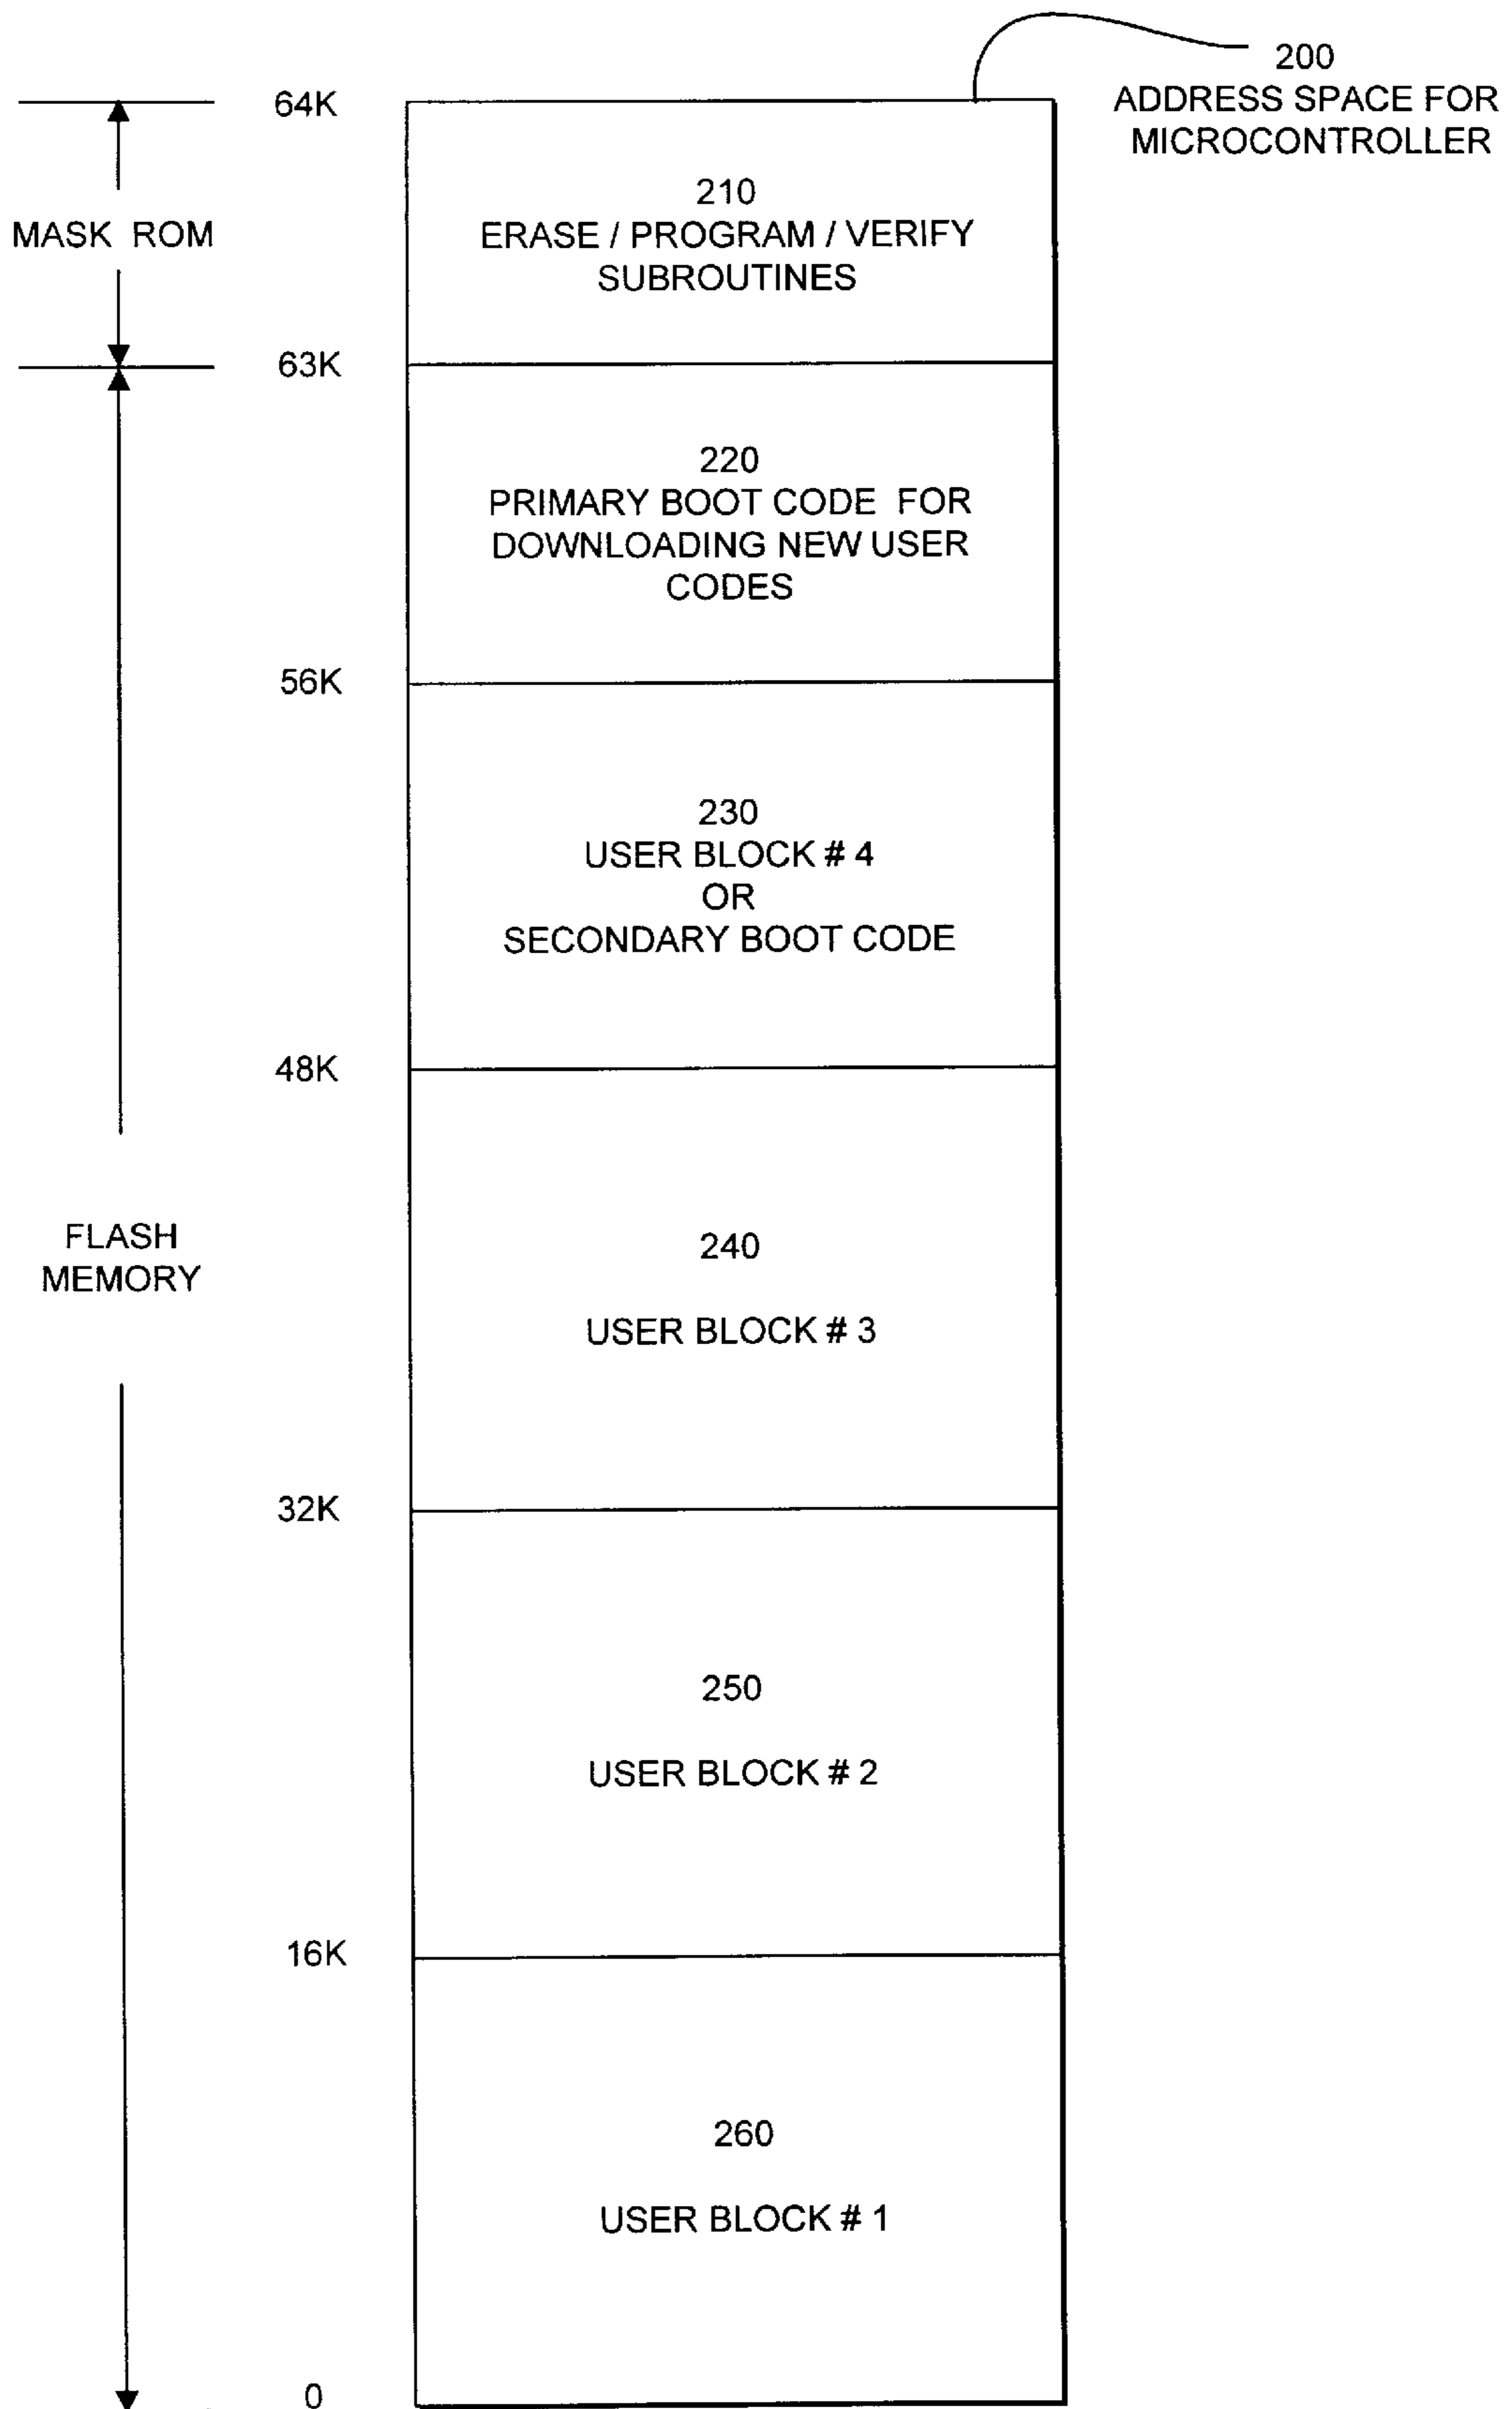 200
ADDRESS SPACE FOR
MICROCONTROLLER
64K
210
ERASE / PROGRAM / VERIFY
SUBROUTINES
MASK ROM
63K
220
PRIMARY BOOT CODE FOR
DOWNLOADING NEW USER
CODES
56K
230
USER BLOCK # 4
OR
SECONDARY BOOT CODE
48K
FLASH
MEMORY
240
USER BLOCK # 3
32K
250
USER BLOCK # 2
16K
260
USER BLOCK # 1
0